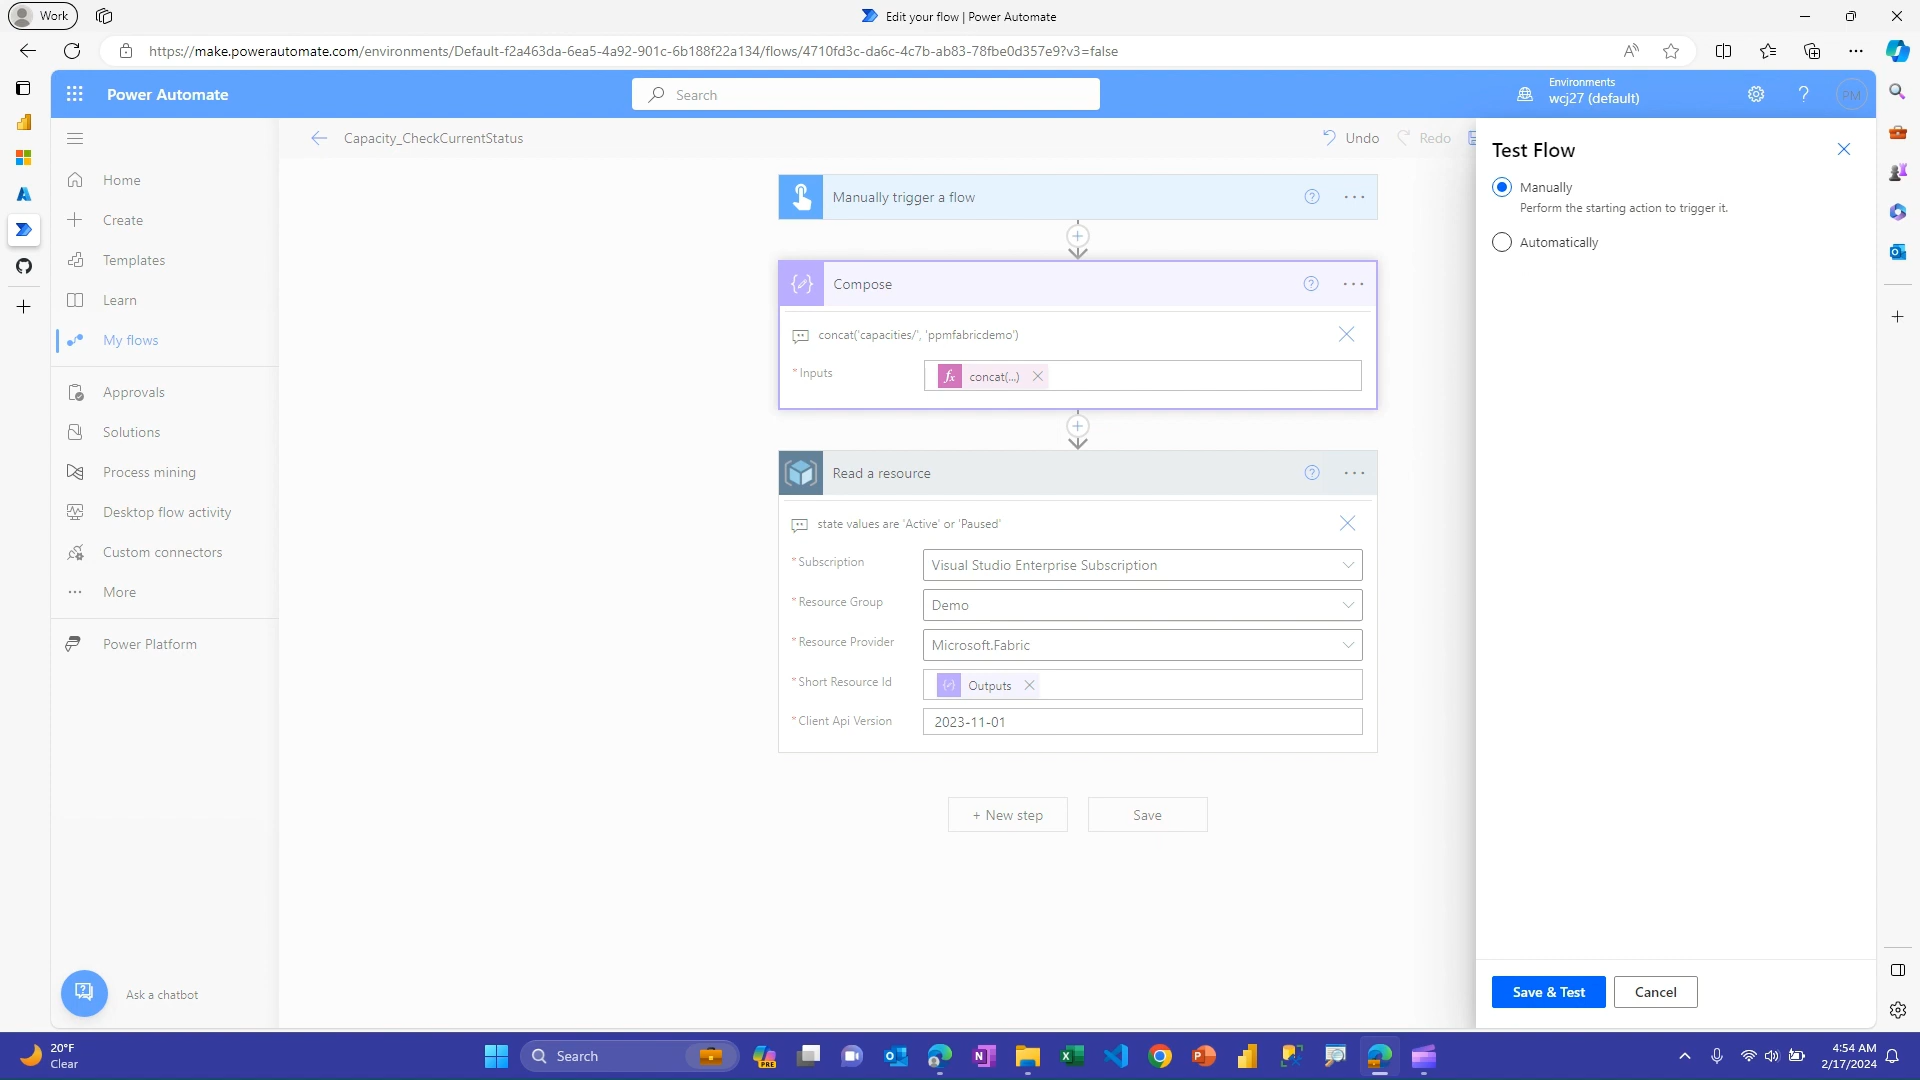 Work
Edit your flow | Power Automate
https://make.powerautomate.com/environments/Default-f2a463da-6ea5-4a92-901c-6b188f22a134/flows/4710fd3c-da6c-4c7b-ab83-78fbe0d357e9?v3=false
Power Automate
Search
Environments
wcj27 (default)
PM
Capacity_CheckCurrentStatus
Undo
Redo
Home
Create
Templates
Learn
My flows
Approvals
Solutions
Process mining
Desktop flow activity
Custom connectors
More
Power Platform
Ask a chatbot
Manually trigger a flow
Compose
concat('capacities/', 'ppmfabricdemo')
* Inputs
fx concat(...)
Read a resource
state values are 'Active' or 'Paused'
* Subscription
Visual Studio Enterprise Subscription
* Resource Group
Demo
* Resource Provider
Microsoft.Fabric
* Short Resource Id
Outputs
* Client Api Version
2023-11-01
+ New step
Save
Test Flow
Manually
Perform the starting action to trigger it.
Automatically
Save & Test
Cancel
20°F
Clear
Search
PRE
4:54 AM
2/17/2024